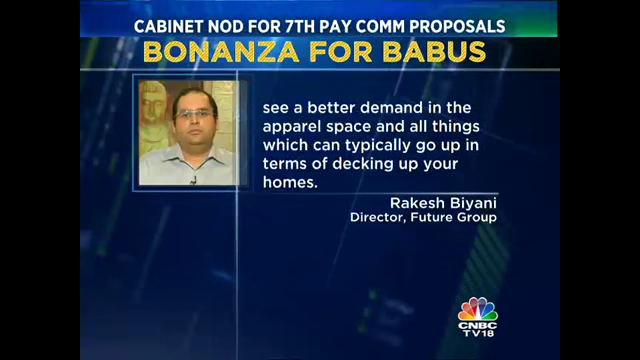 CABINET NOD FOR 7TH PAY COMM PROPOSALS
BONANZA FOR BABUS
see a better demand in the
apparel space and all things
which can typically go up in
terms of decking up your
homes.
Rakesh Biyani
Director, Future Group
CNBC
TV18